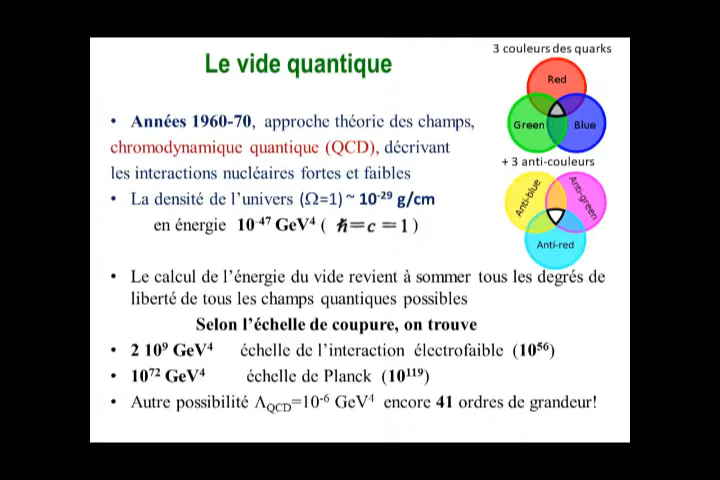 Le vide quantique
3 couleurs des quarks
Red
Green
Blue
+ 3 anti-couleurs
Anti-blue
Anti-green
Anti-red
• Années 1960-70, approche théorie des champs,
chromodynamique quantique (QCD), décrivant
les interactions nucléaires fortes et faibles
• La densité de l'univers (Ω=1) ~ 10⁻²⁹ g/cm
en énergie 10⁻⁴⁷ GeV⁴ ( ℏ=c =1)
• Le calcul de l'énergie du vide revient à sommer tous les degrés de
liberté de tous les champs quantiques possibles
Selon l'échelle de coupure, on trouve
• 2 10⁹ GeV⁴ échelle de l'interaction électrofaible (10⁵⁶)
• 10⁷² GeV⁴ échelle de Planck (10¹¹⁹)
• Autre possibilité Λ_QCD=10⁻⁶ GeV⁴ encore 41 ordres de grandeur!